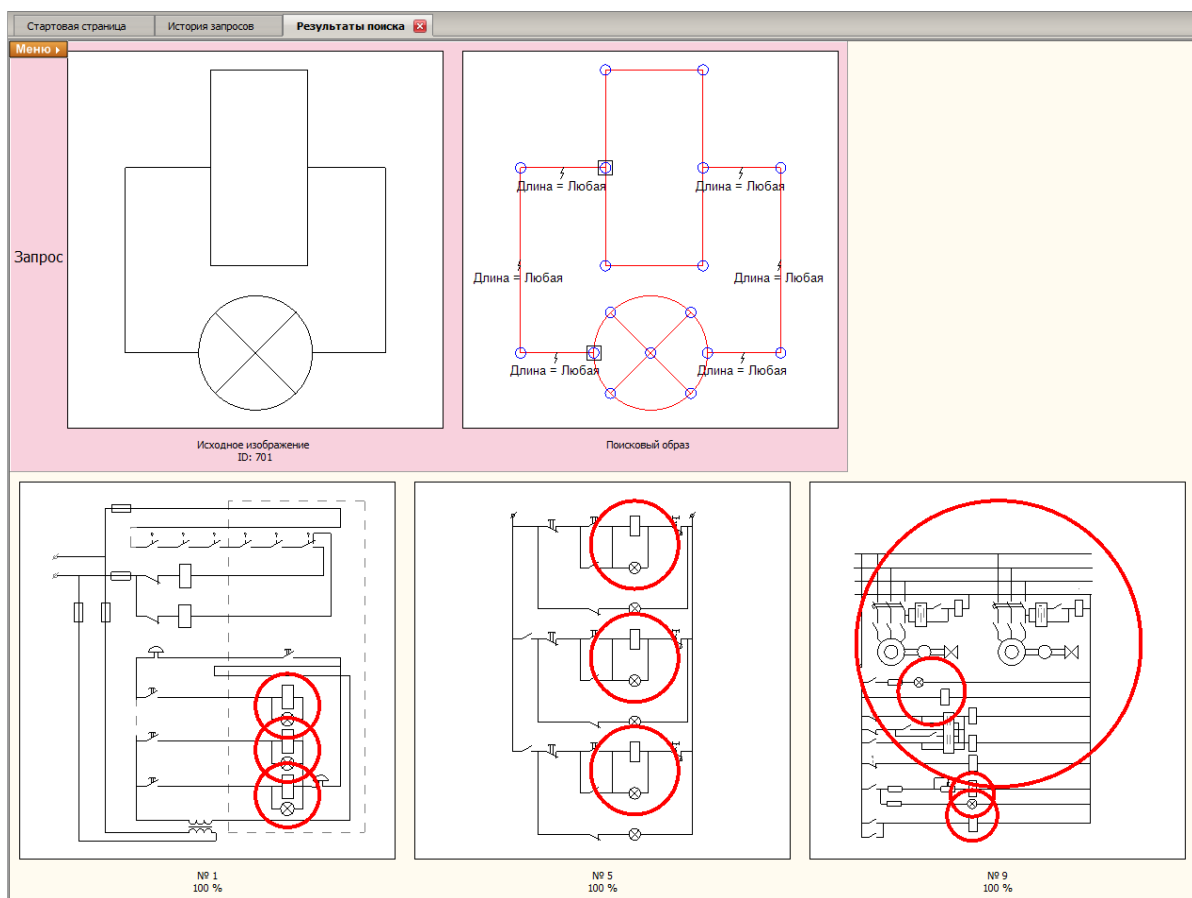 Стартовая страница
История запросов
Результаты поиска
Меню
Запрос
Длина = Любая
Длина = Любая
Длина = Любая
Длина = Любая
Длина = Любая
Длина = Любая
Исходное изображение
ID: 701
Поисковый образ
№ 1
100 %
№ 5
100 %
№ 9
100 %